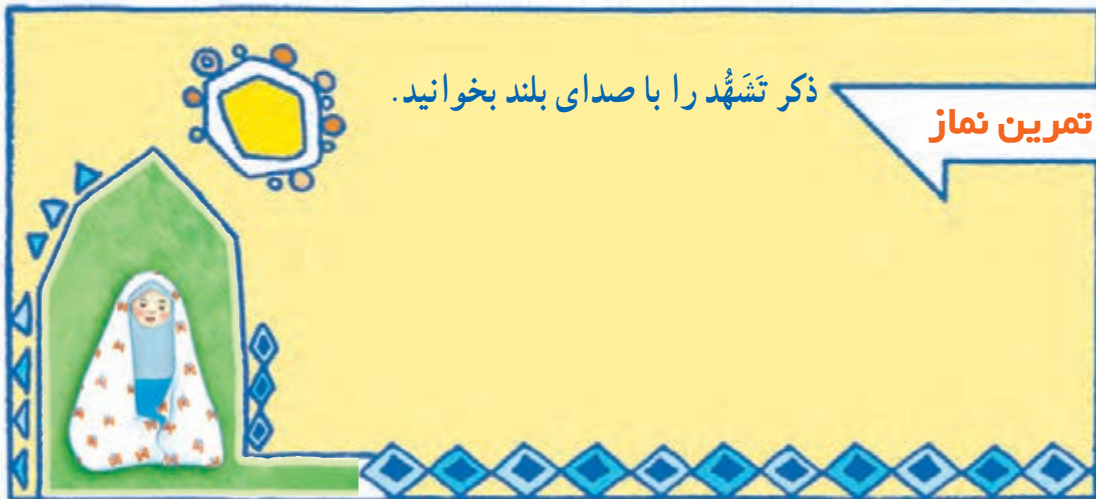 تمرین نماز
ذکر تَشَهُّد را با صدای بلند بخوانید.